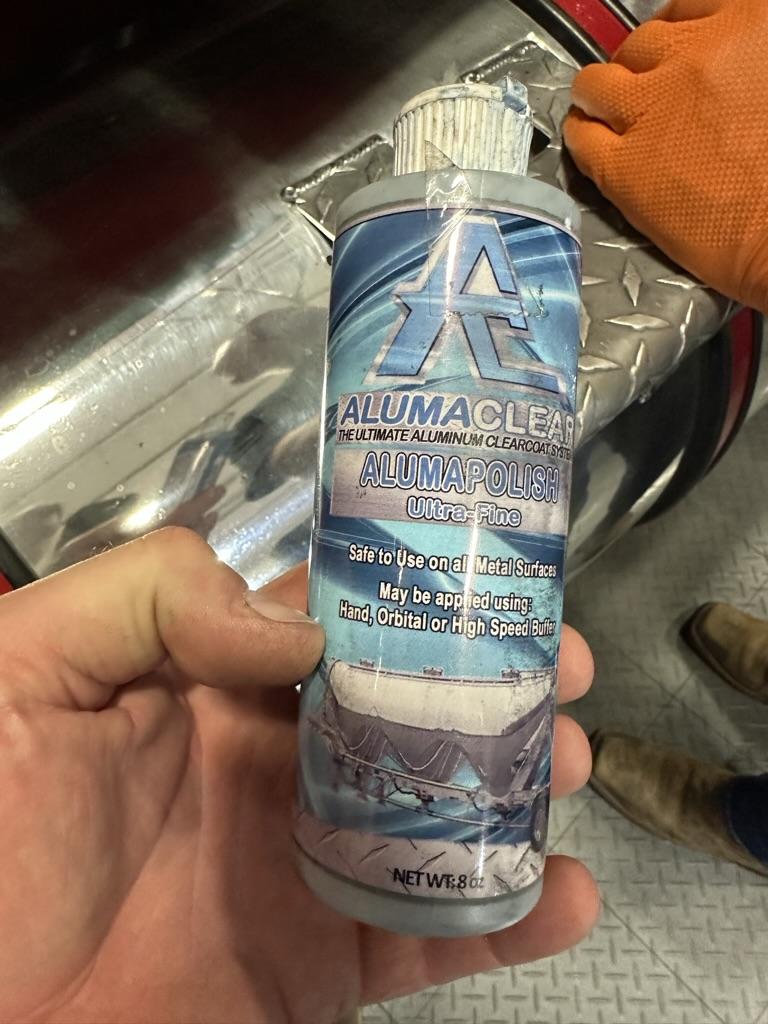 AC
ALUMACLEAR
THE ULTIMATE ALUMINUM CLEARCOAT SYSTEM
ALUMAPOLISH
Ultra-Fine
Safe to Use on all Metal Surfaces
May be applied using:
Hand, Orbital or High Speed Buffer
NET WT: 8 oz